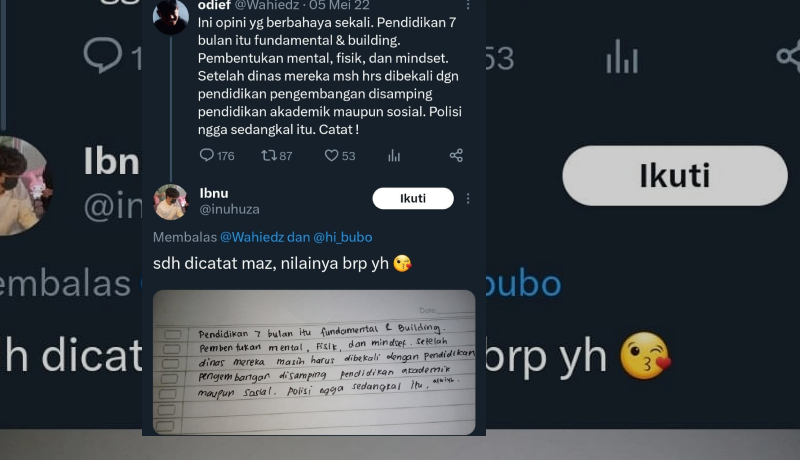 odief @Wahiedz · 05 Mei 22
Ini opini yg berbahaya sekali. Pendidikan 7
bulan itu fundamental & building.
Pembentukan mental, fisik, dan mindset.
Setelah dinas mereka msh hrs dibekali dgn
pendidikan pengembangan disamping
pendidikan akademik maupun sosial. Polisi
ngga sedangkal itu. Catat !
176 87 53
Ibnu
@inuhuza
Ikuti
Membalas @Wahiedz dan @hi_bubo
sdh dicatat maz, nilainya brp yh 😘
Date:
Pendidikan 7 bulan itu fundamental & Building.
Pembentukan mental, Fisik, dan mindset. Setelah
dinas mereka masih harus dibekali dengan Pendidikan
pengembangan disamping pendidikan akademik
maupun sosial. Polisi ngga sedangkal itu.
1
53
Ibn
@in
Ikuti
embalas
bubo
h dicat
brp yh 😘